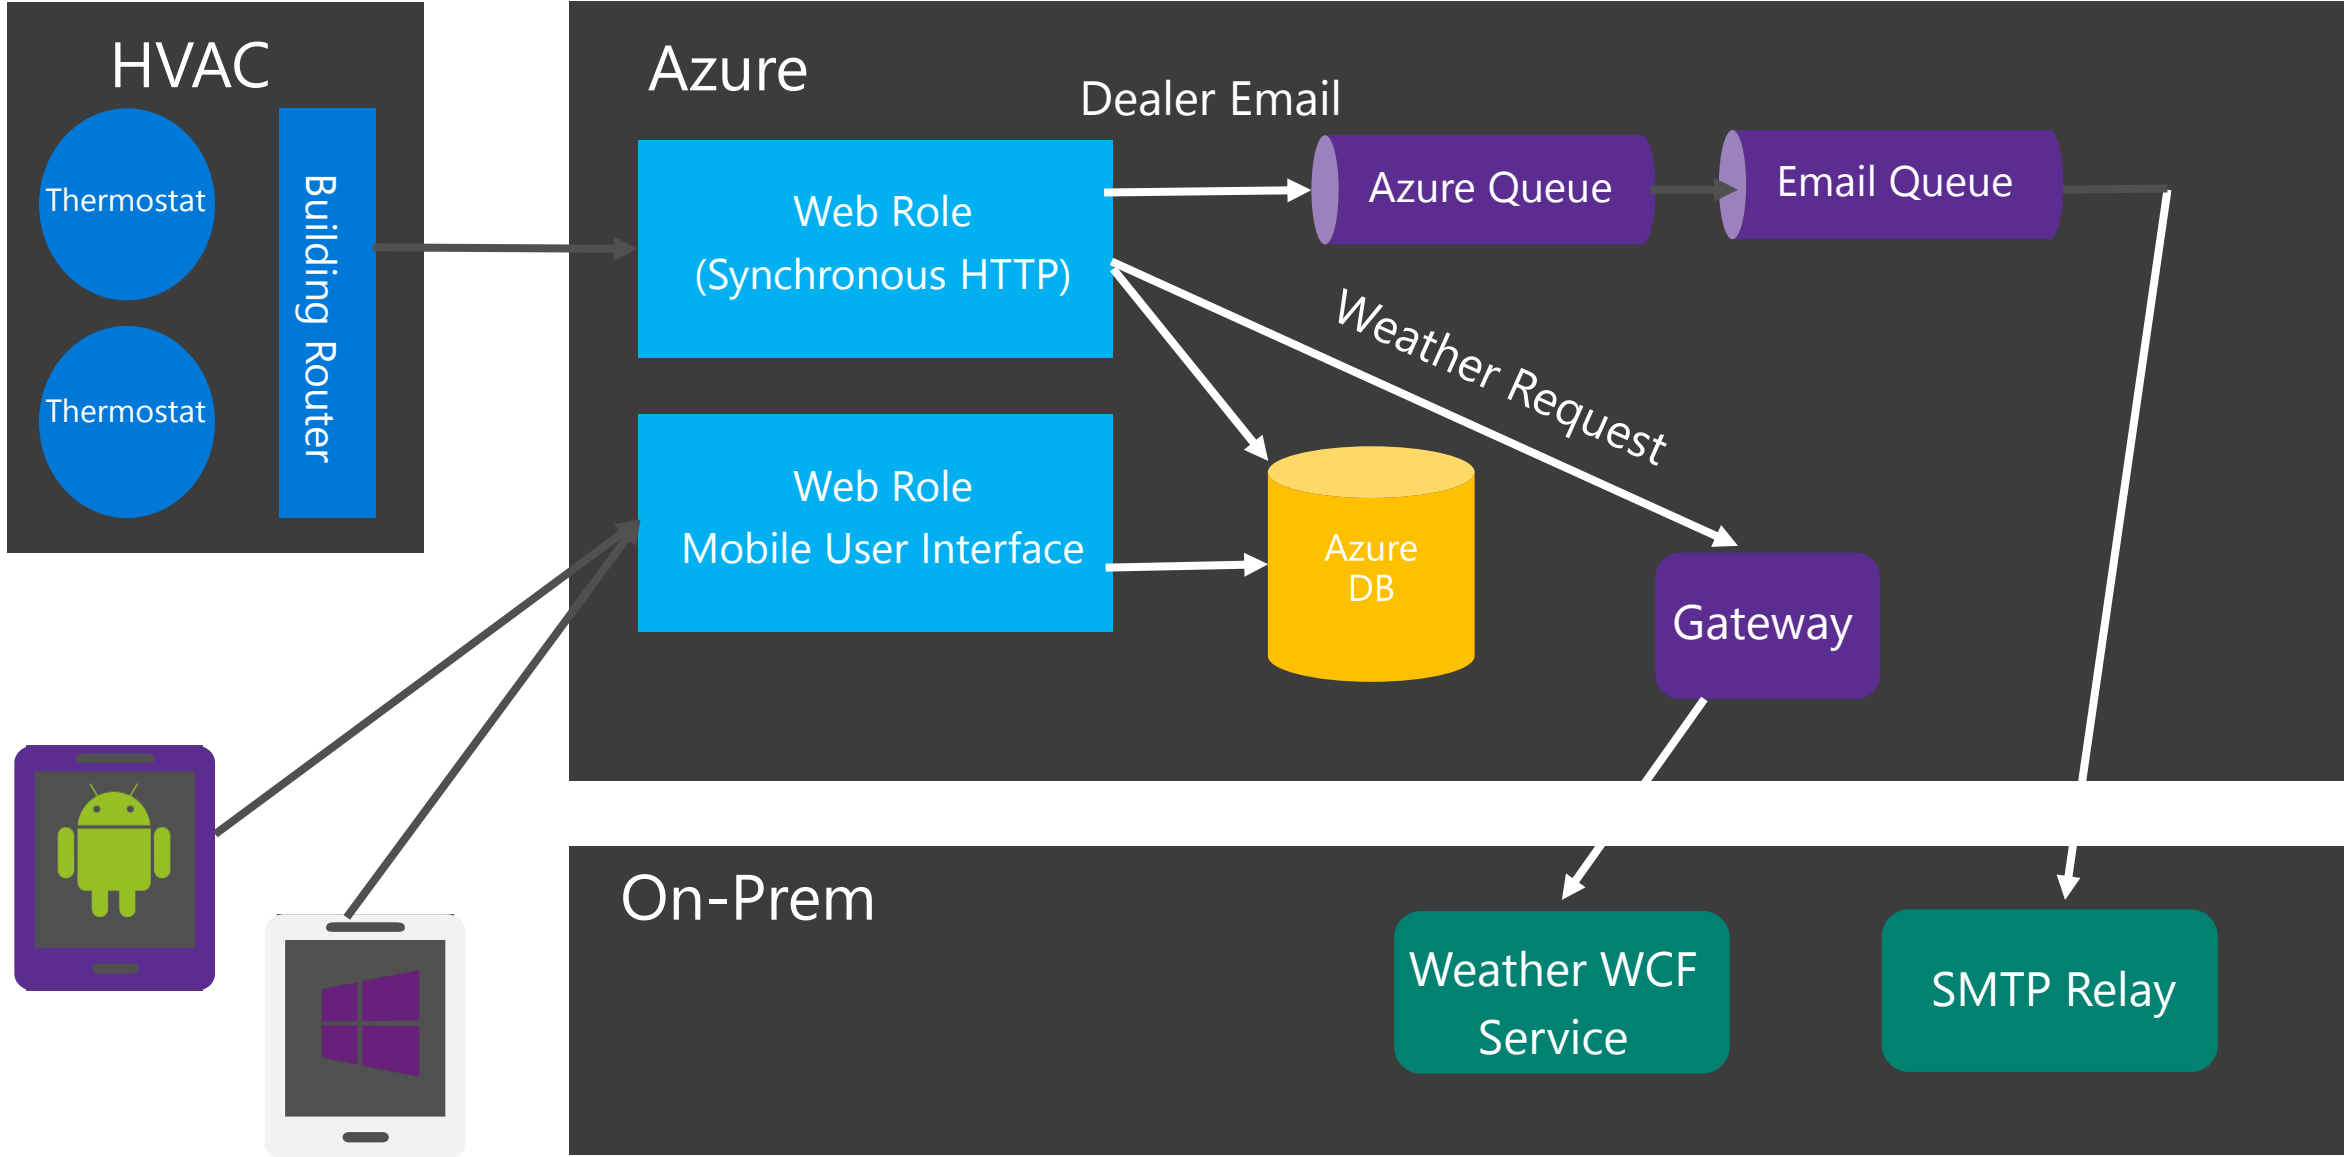 HVAC
Thermostat
Thermostat
Building Router
Azure
Dealer Email
Web Role
(Synchronous HTTP)
Azure Queue
Email Queue
Weather Request
Web Role
Mobile User Interface
Azure
DB
Gateway
On-Prem
Weather WCF
Service
SMTP Relay